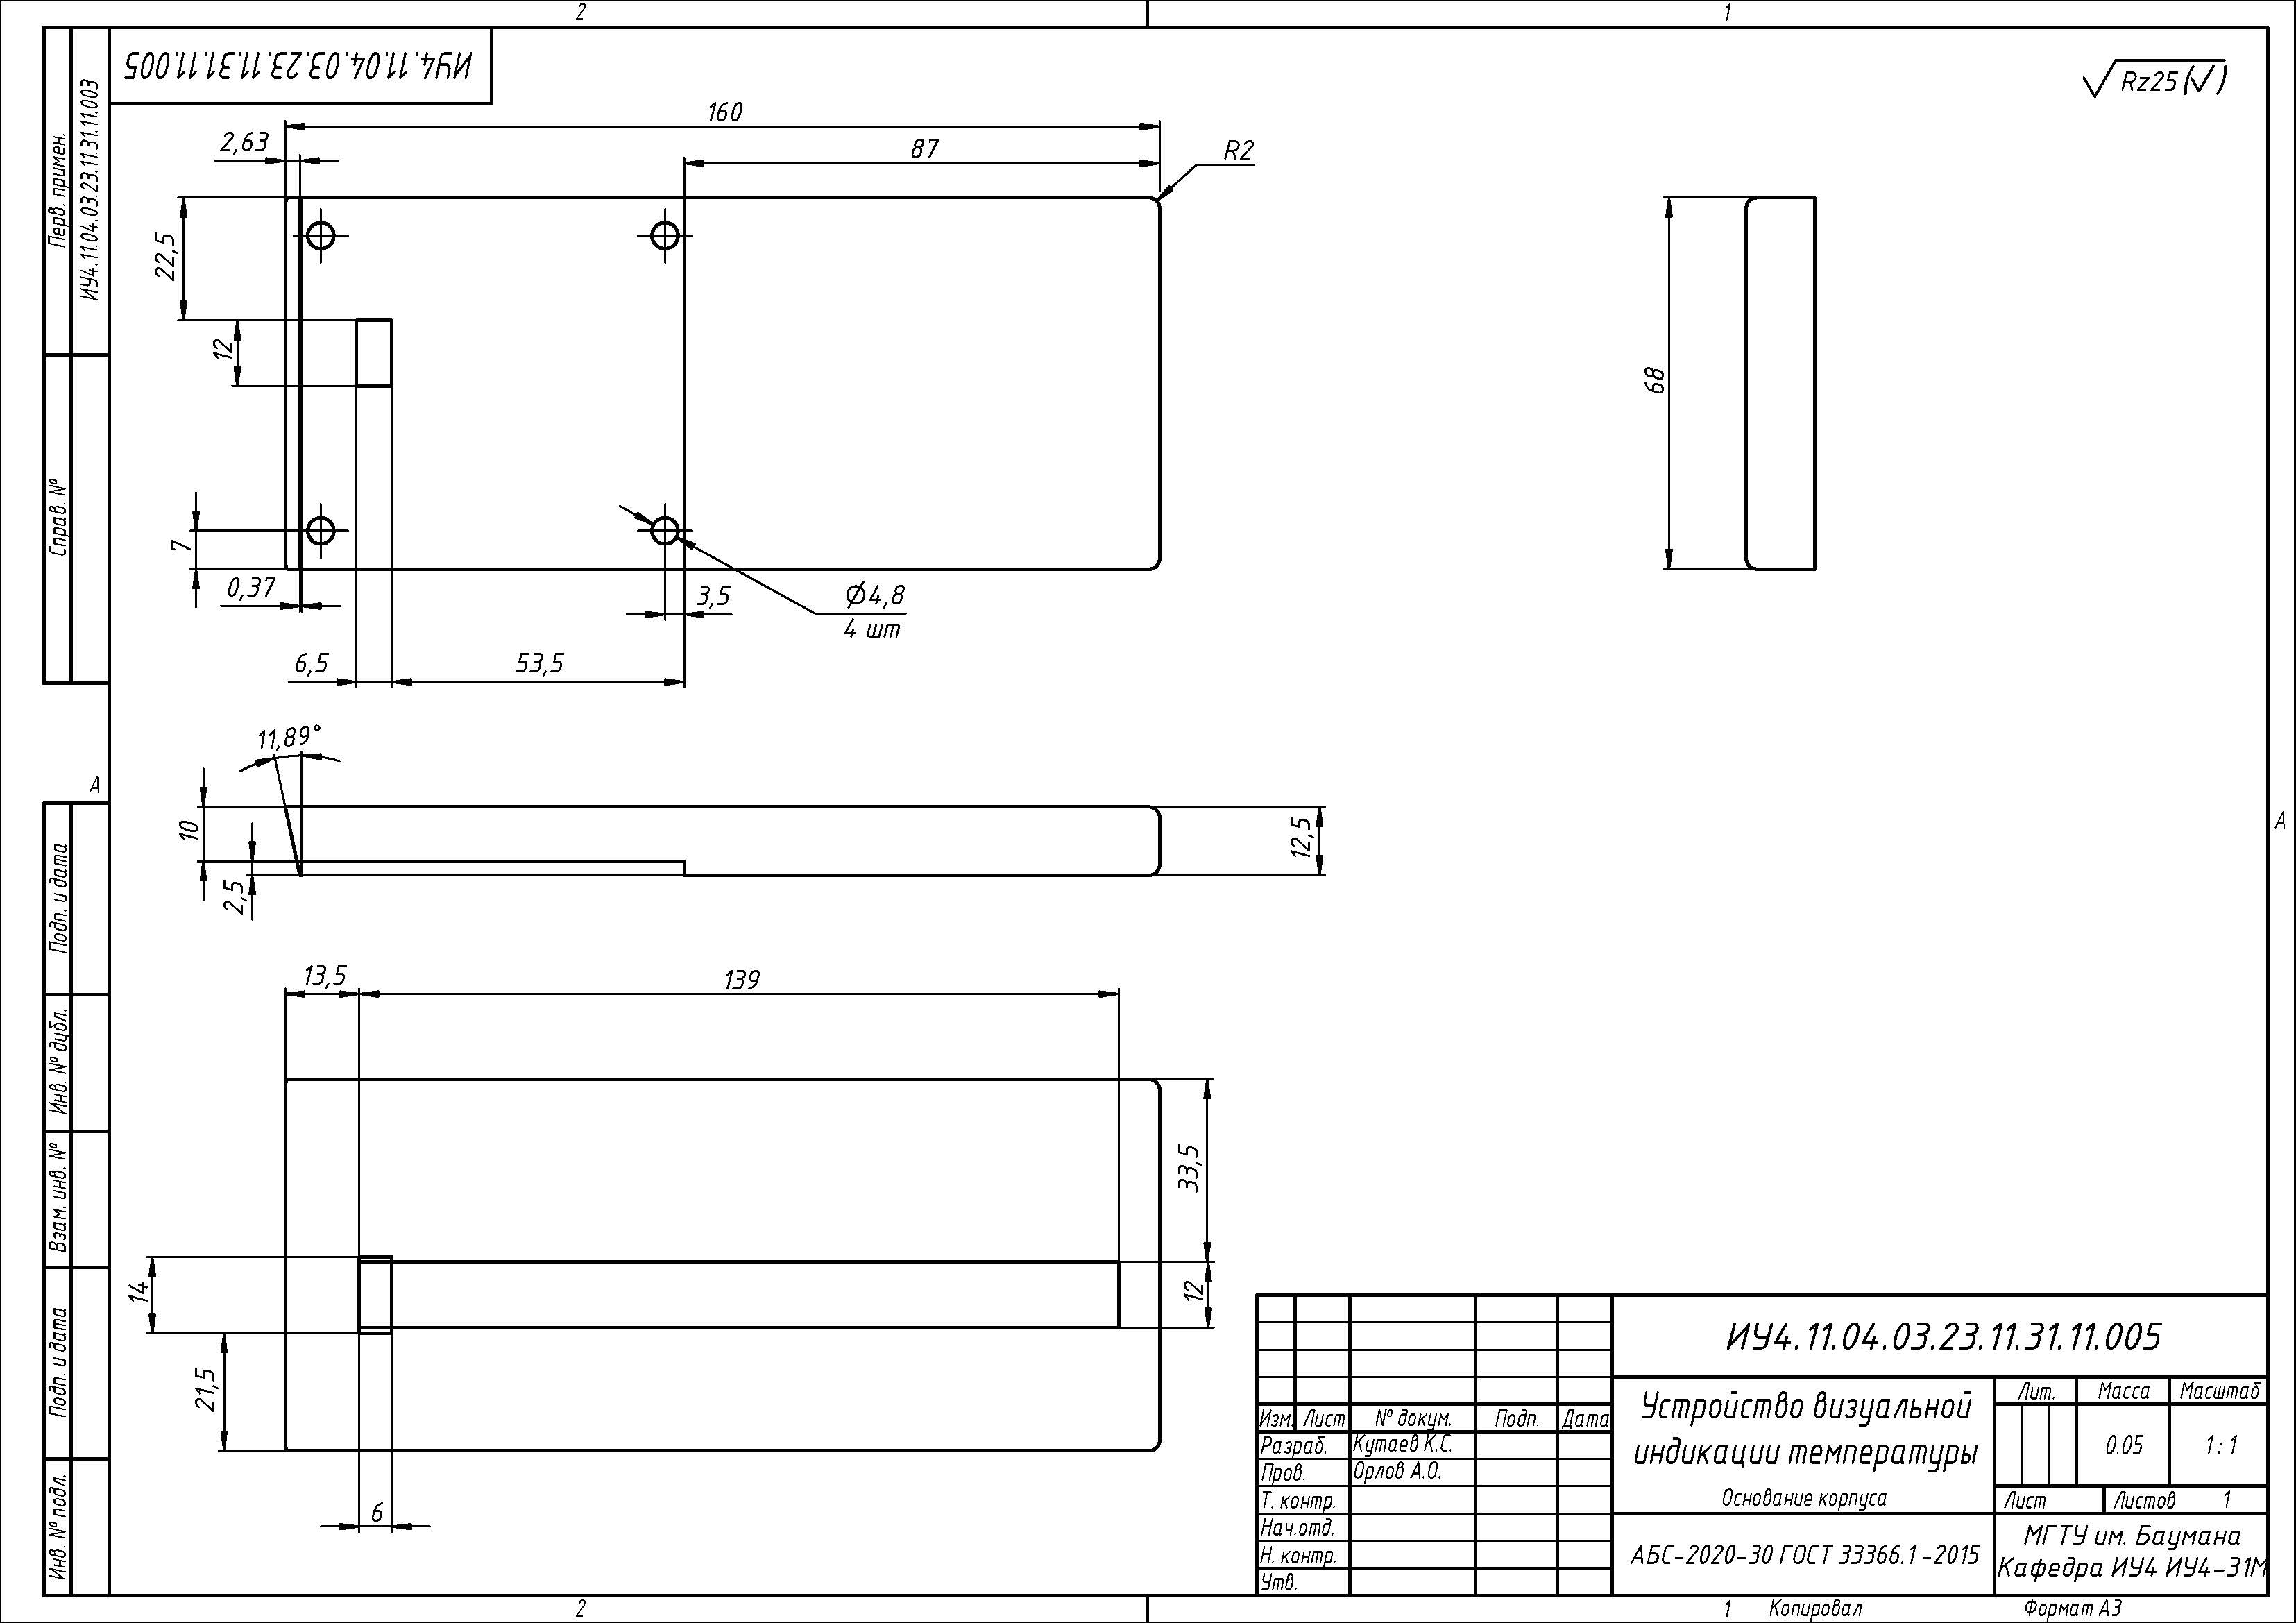 2
1
ИУ4.11.04.03.23.11.31.11.005
Rz25
Перв. примен.
ИУ4.11.04.03.23.11.31.11.003
Справ. №
160
2,63
87
R2
22,5
12
7
0,37
3,5
Ø4,8
4 шт
6,5
53,5
68
11,89°
A
A
10
2,5
12,5
13,5
139
33,5
12
14
21,5
6
Подп. и дата
Инв. № дубл.
Взам. инв. №
Подп. и дата
Инв. № подл.
ИУ4.11.04.03.23.11.31.11.005
Устройство визуальной
индикации температуры
Основание корпуса
Лит. Масса Масштаб
0.05 1:1
Лист Листов 1
Изм. Лист № докум. Подп. Дата
Разраб. Кутаев К.С.
Пров. Орлов А.О.
Т. контр.
Нач.отд.
Н. контр.
Утв.
АБС-2020-30 ГОСТ 33366.1-2015
МГТУ им. Баумана
Кафедра ИУ4 ИУ4-31М
2
1 Копировал Формат А3